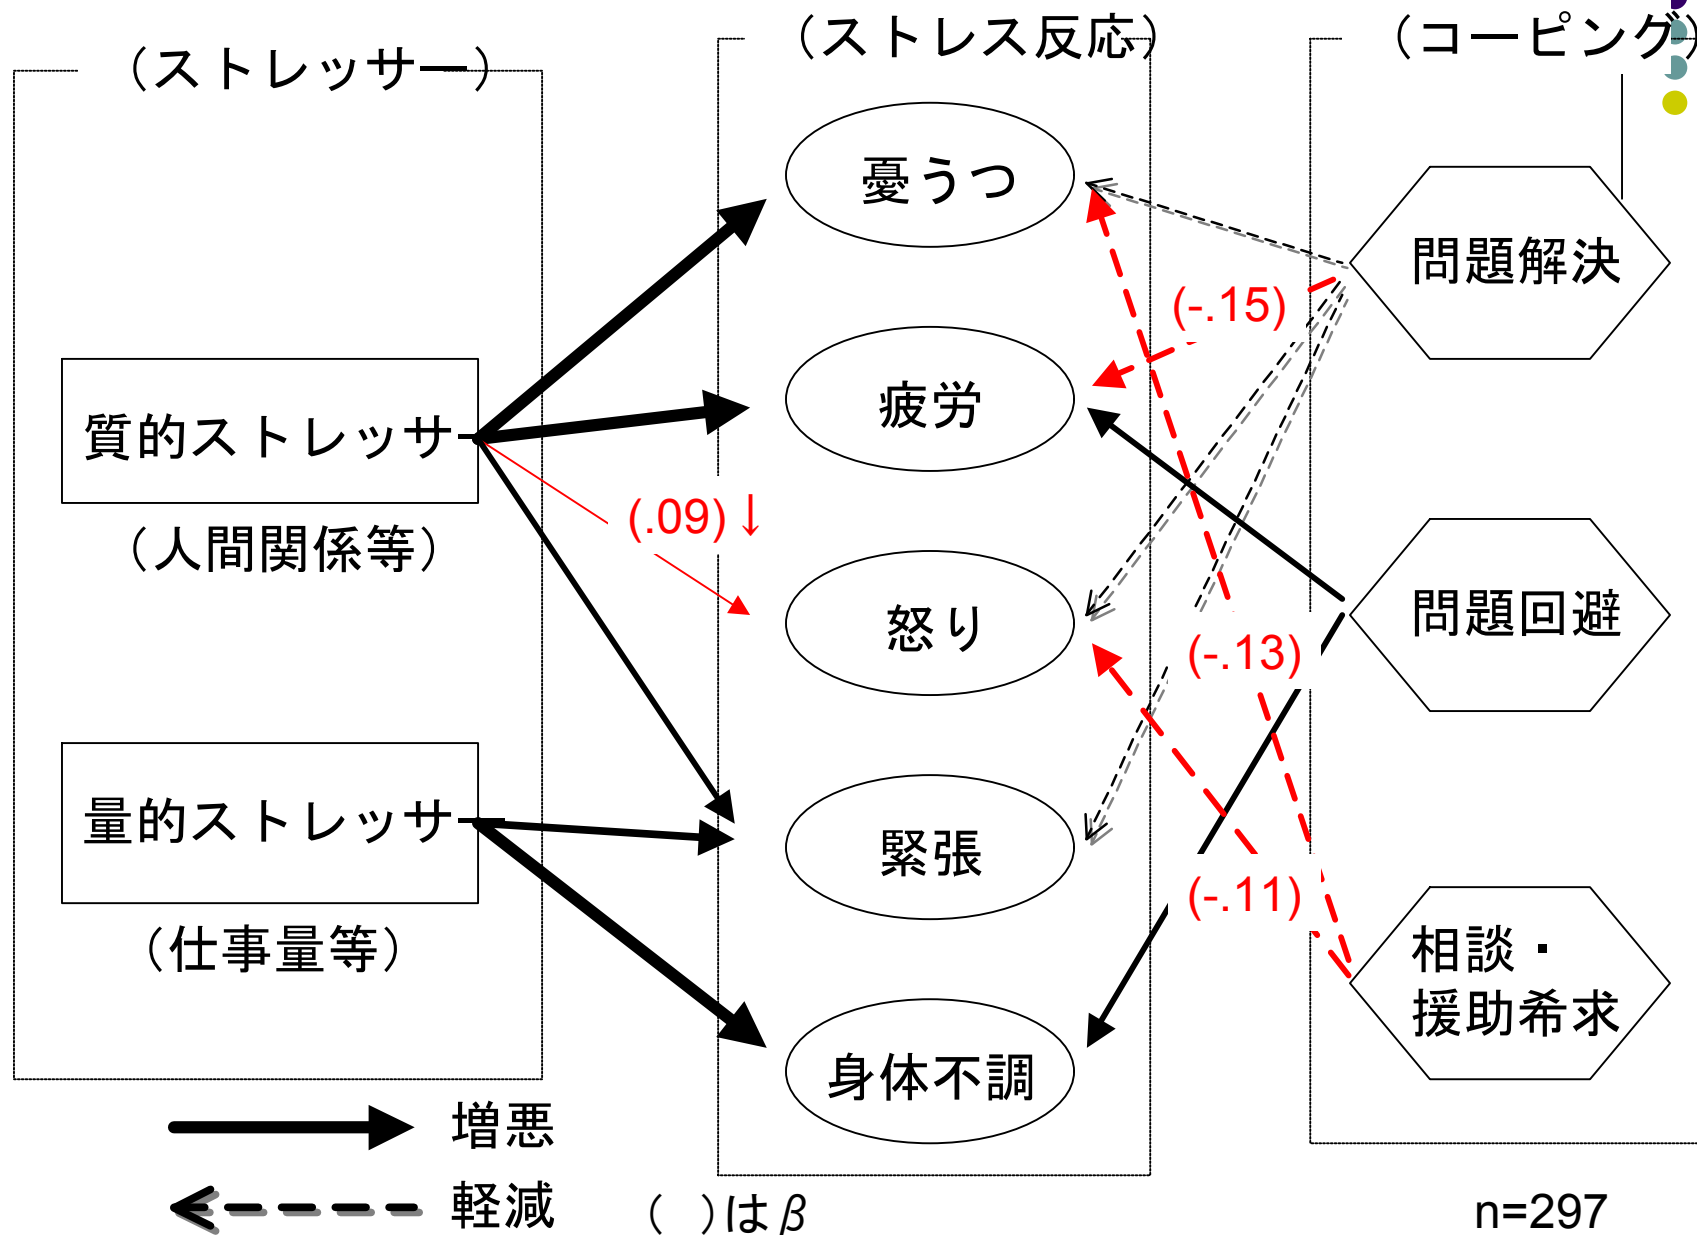 (ストレッサー)
(ストレス反応)
(コーピング)
憂うつ
疲労
怒り
緊張
身体不調
質的ストレッサー
(人間関係等)
量的ストレッサー
(仕事量等)
問題解決
問題回避
相談・
援助希求
(-.15)
(.09)↓
(-.13)
(-.11)
増悪
軽減
( )はβ
n=297